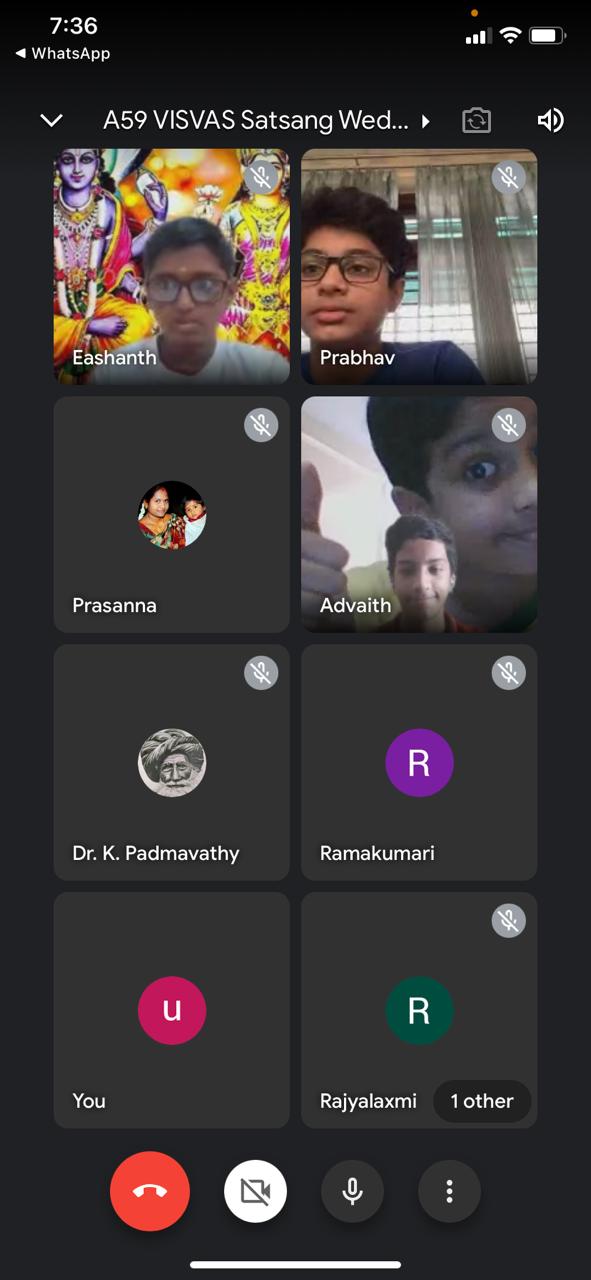 7:36
WhatsApp
A59 VISVAS Satsang Wed...
Eashanth
Prabhav
Prasanna
Advaith
Dr. K. Padmavathy
R
Ramakumari
u
You
R
Rajyalaxmi
1 other